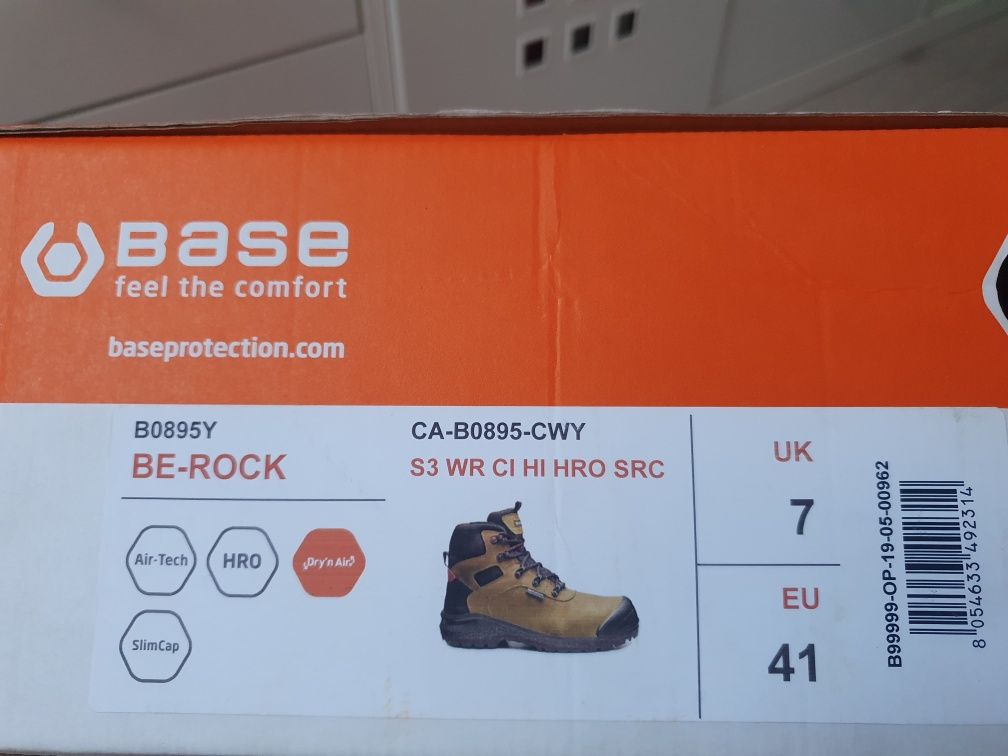 BASE
feel the comfort
baseprotection.com
B0895Y
BE-ROCK
CA-B0895-CWY
S3 WR CI HI HRO SRC
Air-Tech
HRO
Dry'n Air
SlimCap
UK
7
EU
41
B99999-OP-19-05-00962
8 054633 492314